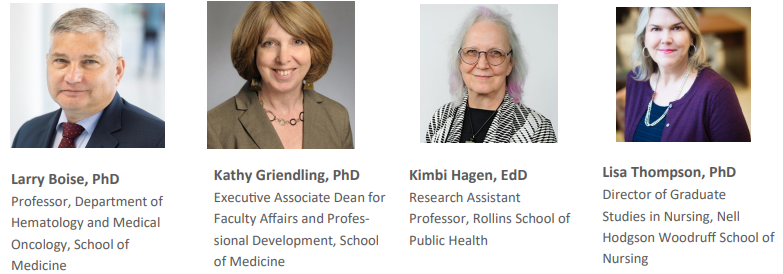 Larry Boise, PhD
Professor, Department of
Hematology and Medical
Oncology, School of
Medicine
Kathy Griendling, PhD
Executive Associate Dean for
Faculty Affairs and Profes-
sional Development, School
of Medicine
Kimbi Hagen, EdD
Research Assistant
Professor, Rollins School of
Public Health
Lisa Thompson, PhD
Director of Graduate
Studies in Nursing, Nell
Hodgson Woodruff School of
Nursing